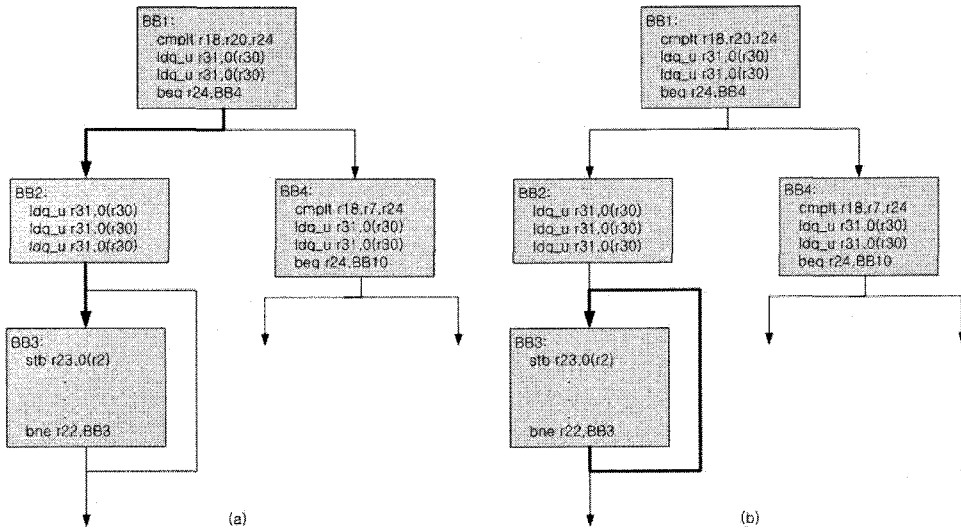 BB1:
cmplt r18,r20,r24
ldq_u r31,0(r30)
ldq_u r31,0(r30)
beq r24,BB4
BB2:
ldq_u r31,0(r30)
ldq_u r31,0(r30)
ldq_u r31,0(r30)
BB4:
cmplt r18,r7,r24
ldq_u r31,0(r30)
ldq_u r31,0(r30)
beq r24,BB10
BB3:
stb r23,0(r2)
.
.
.
bne r22,BB3
(a)
BB1:
cmplt r18,r20,r24
ldq_u r31,0(r30)
ldq_u r31,0(r30)
beq r24,BB4
BB2:
ldq_u r31,0(r30)
ldq_u r31,0(r30)
ldq_u r31,0(r30)
BB4:
cmplt r18,r7,r24
ldq_u r31,0(r30)
ldq_u r31,0(r30)
beq r24,BB10
BB3:
stb r23,0(r2)
.
.
.
bne r22,BB3
(b)